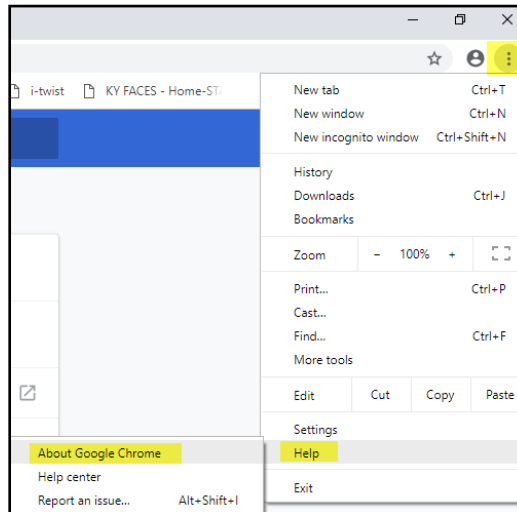 i-twist KY FACES - Home-STA
New tab Ctrl+T
New window Ctrl+N
New incognito window Ctrl+Shift+N
History
Downloads Ctrl+J
Bookmarks
Zoom - 100% +
Print... Ctrl+P
Cast...
Find... Ctrl+F
More tools
Edit Cut Copy Paste
Settings
Help
Exit
About Google Chrome
Help center
Report an issue... Alt+Shift+I